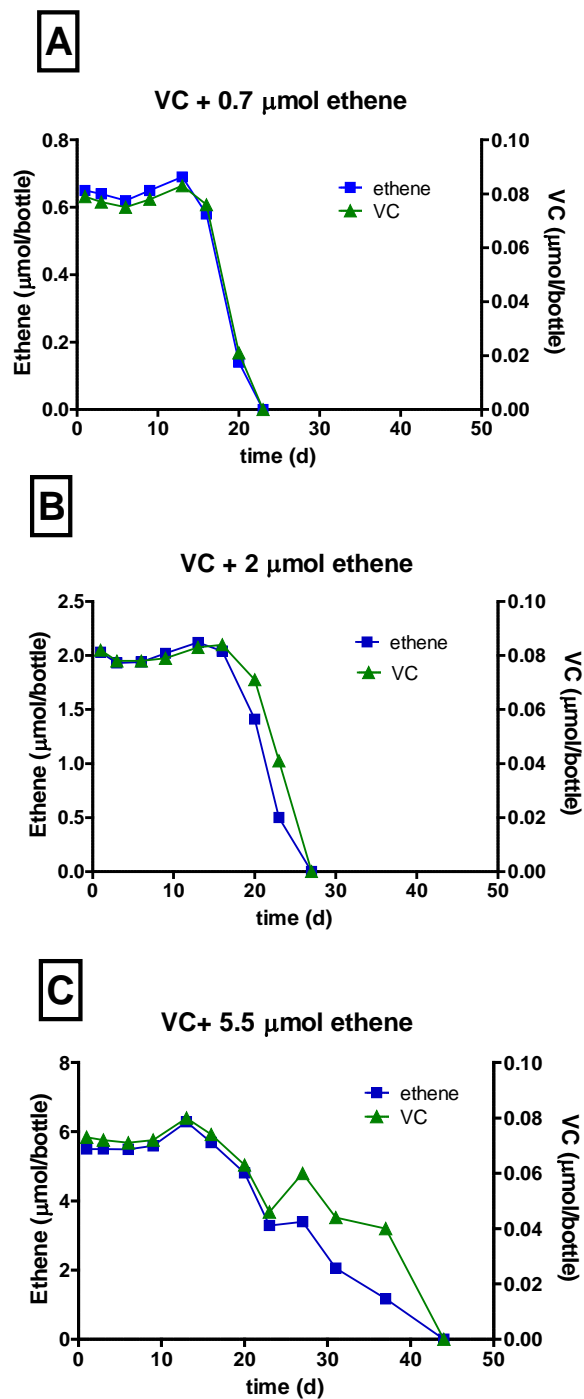 A
VC + 0.7 μmol ethene
0.8
0.6
0.4
0.2
0.0
Ethene (μmol/bottle)
ethene
VC
0.10
0.08
0.06
0.04
0.02
0.00
VC (μmol/bottle)
0 10 20 30 40 50
time (d)
B
VC + 2 μmol ethene
2.5
2.0
1.5
1.0
0.5
0.0
Ethene (μmol/bottle)
ethene
VC
0.10
0.08
0.06
0.04
0.02
0.00
VC (μmol/bottle)
0 10 20 30 40 50
time (d)
C
VC+ 5.5 μmol ethene
8
6
4
2
0
Ethene (μmol/bottle)
ethene
VC
0.10
0.08
0.06
0.04
0.02
0.00
VC (μmol/bottle)
0 10 20 30 40 50
time (d)